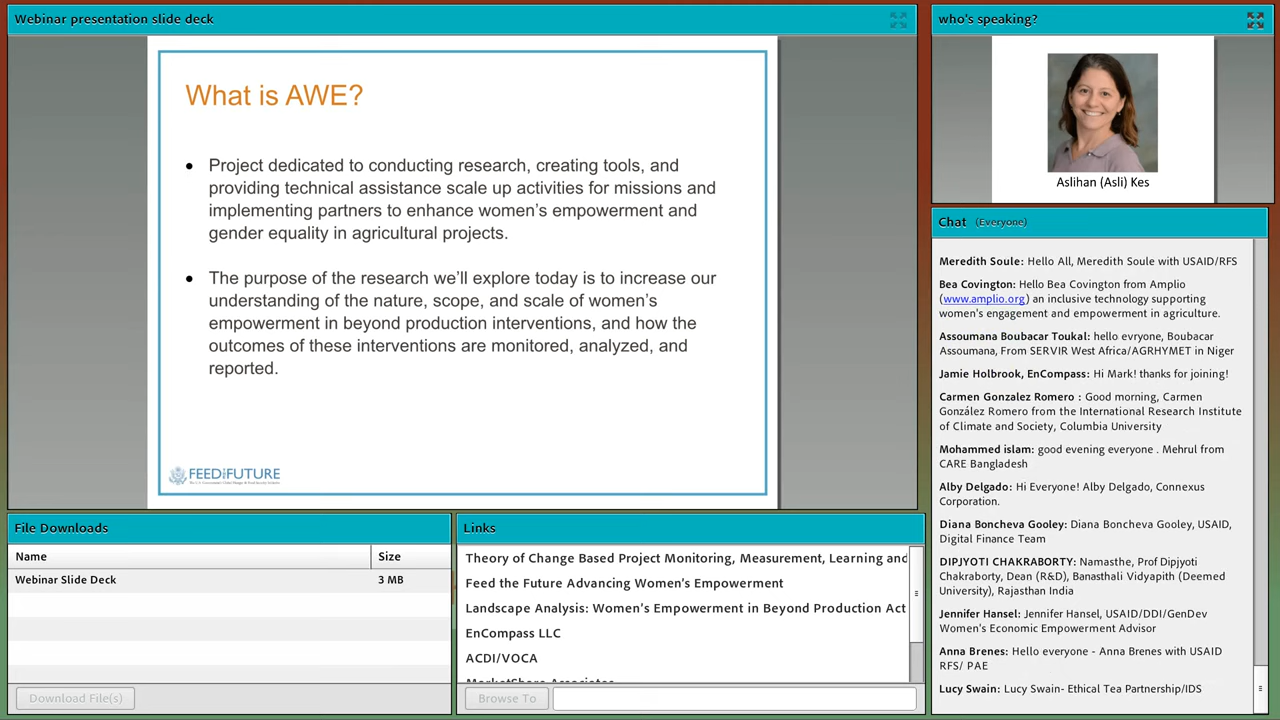 Webinar presentation slide deck
What is AWE?
Project dedicated to conducting research, creating tools, and
providing technical assistance scale up activities for missions and
implementing partners to enhance women's empowerment and
gender equality in agricultural projects.
The purpose of the research we'll explore today is to increase our
understanding of the nature, scope, and scale of women's
empowerment in beyond production interventions, and how the
outcomes of these interventions are monitored, analyzed, and
reported.
FEED THE FUTURE
The U.S. Government's Global Hunger & Food Security Initiative
who's speaking?
Aslihan (Asli) Kes
Chat (Everyone)
Meredith Soule: Hello All, Meredith Soule with USAID/RFS
Bea Covington: Hello Bea Covington from Amplio
(www.amplio.org) an inclusive technology supporting
women's engagement and empowerment in agriculture.
Assoumana Boubacar Toukal: hello evryone, Boubacar
Assoumana, From SERVIR West Africa/AGRHYMET in Niger
Jamie Holbrook, EnCompass: Hi Mark! thanks for joining!
Carmen Gonzalez Romero : Good morning, Carmen
González Romero from the International Research Institute
of Climate and Society, Columbia University
Mohammed islam: good evening everyone . Mehrul from
CARE Bangladesh
Alby Delgado: Hi Everyone! Alby Delgado, Connexus
Corporation.
Diana Boncheva Gooley: Diana Boncheva Gooley, USAID,
Digital Finance Team
DIPJYOTI CHAKRABORTY: Namasthe, Prof Dipjyoti
Chakraborty, Dean (R&D), Banasthali Vidyapith (Deemed
University), Rajasthan India
Jennifer Hansel: Jennifer Hansel, USAID/DDI/GenDev
Women's Economic Empowerment Advisor
Anna Brenes: Hello everyone - Anna Brenes with USAID
RFS/ PAE
Lucy Swain: Lucy Swain- Ethical Tea Partnership/IDS
File Downloads
Name Size
Webinar Slide Deck 3 MB
Download File(s)
Links
Theory of Change Based Project Monitoring, Measurement, Learning and
Feed the Future Advancing Women's Empowerment
Landscape Analysis: Women's Empowerment in Beyond Production Act
EnCompass LLC
ACDI/VOCA
MarketShare Associates
Browse To